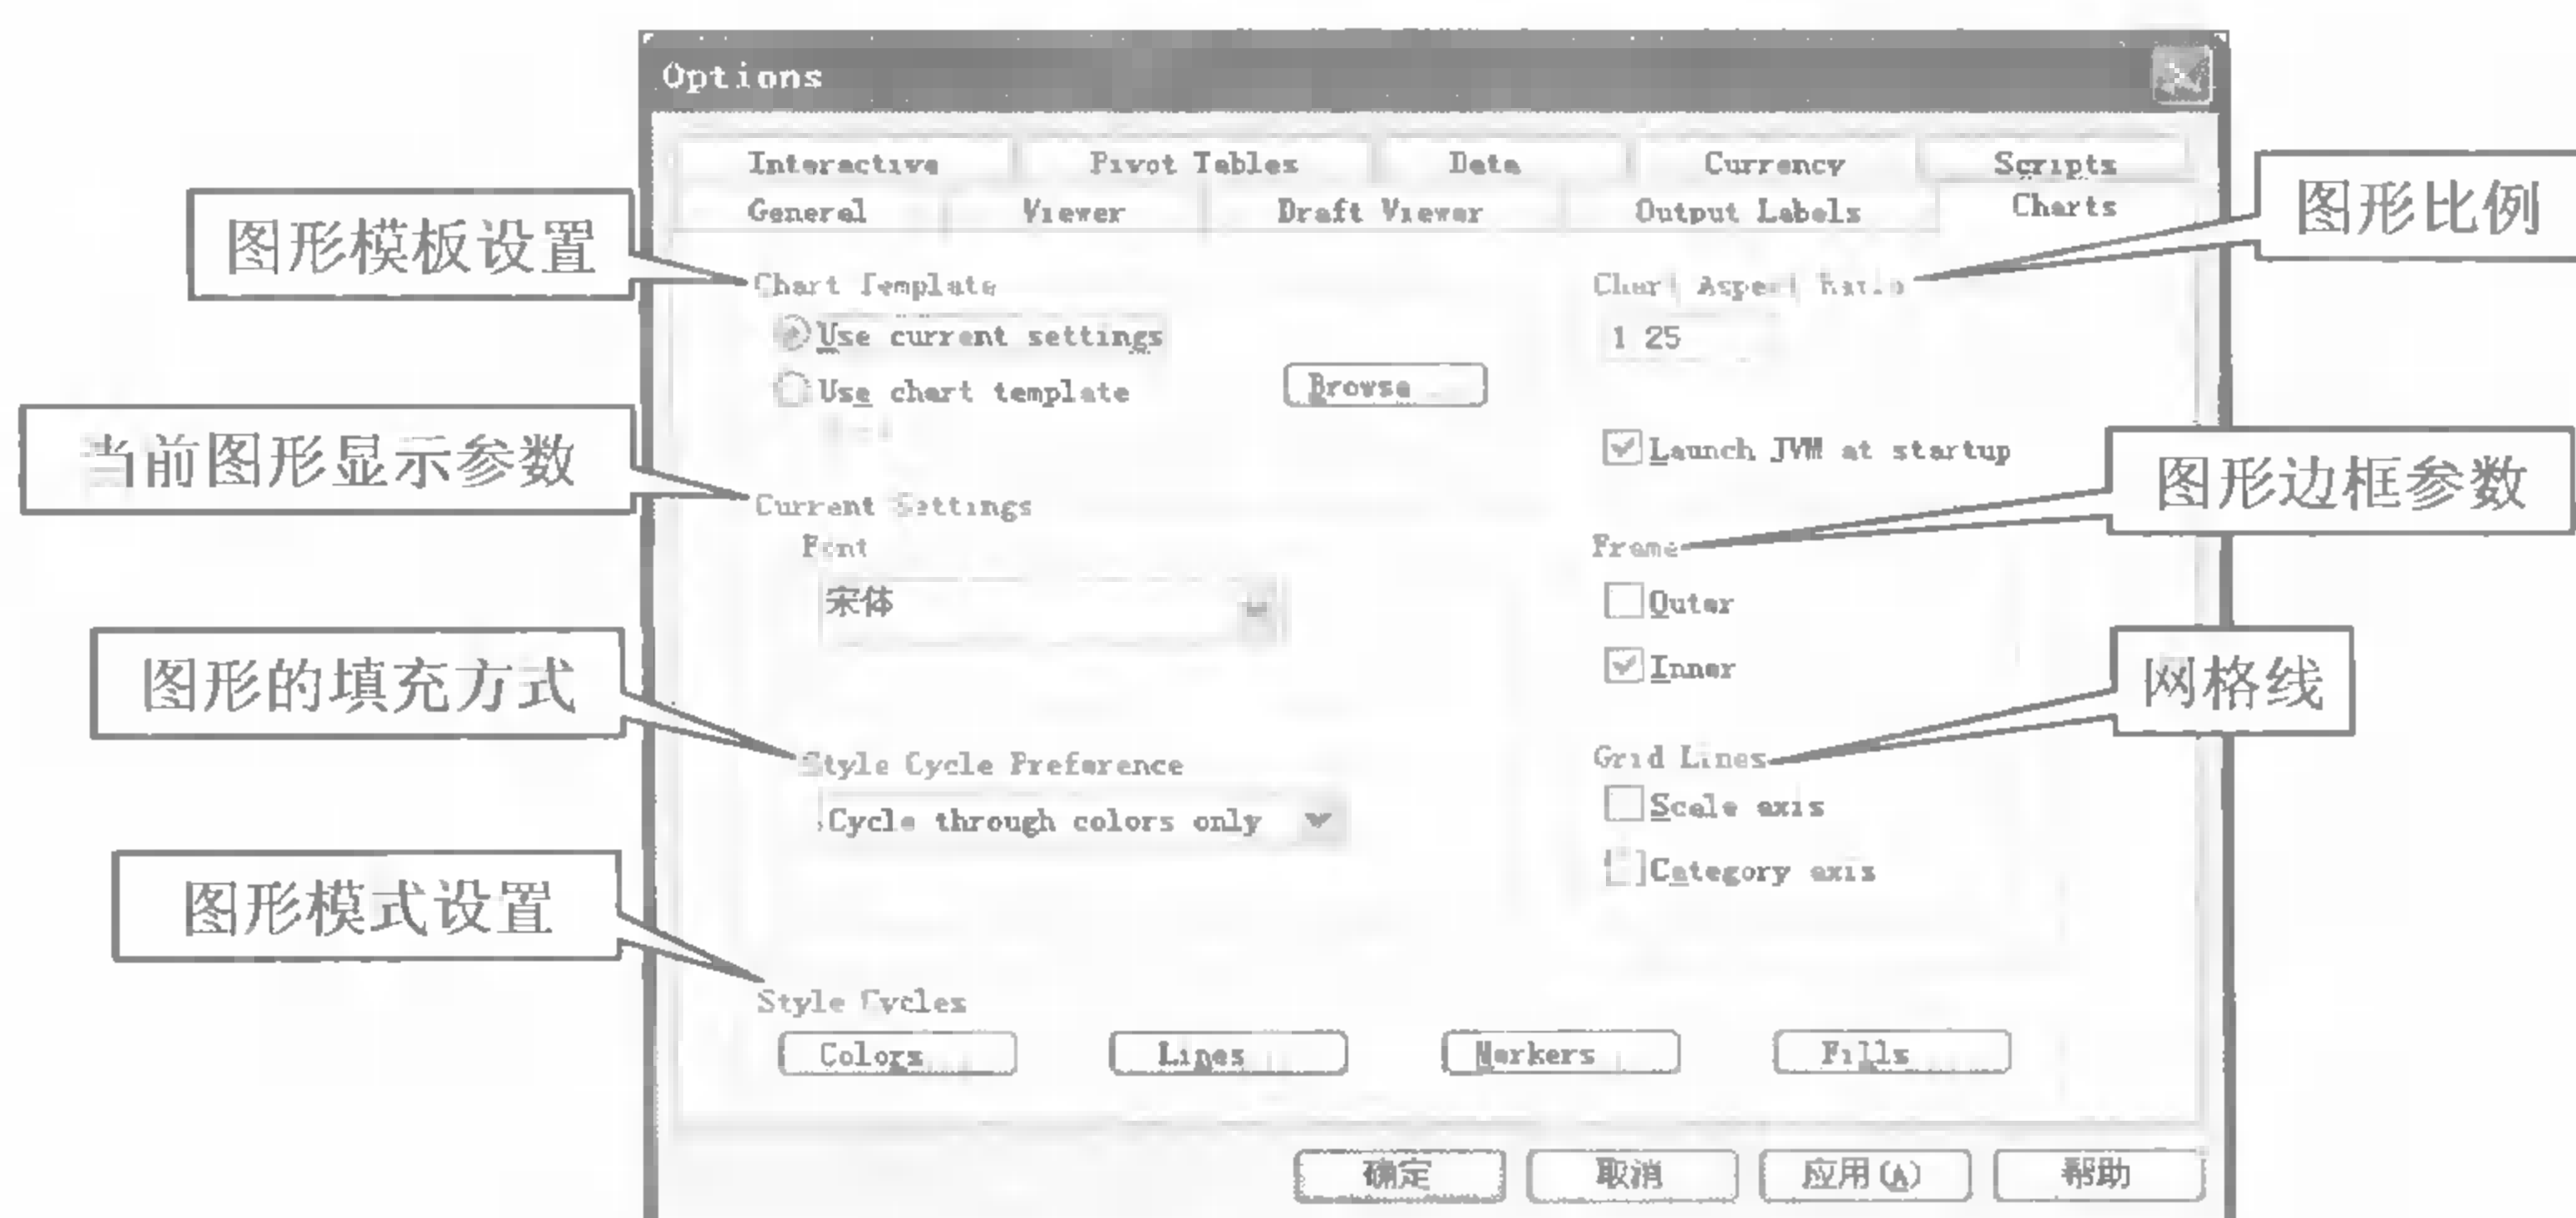 Options
Interactive Pivot Tables Data Currency Scripts
General Viewer Draft Viewer Output Labels Charts
图形模板设置
图形比例
Chart Template
Chart Aspect Ratio
Use current settings
1 25
Use chart template
Browse
当前图形显示参数
Launch JVM at startup
图形边框参数
Current Settings
Font
Frame
宋体
Outer
图形的填充方式
Inner
网格线
Style Cycle Preference
Grid Lines
Cycle through colors only
Scale axis
Category axis
图形模式设置
Style Cycles
Colors Lines Markers Fills
确定 取消 应用(A) 帮助